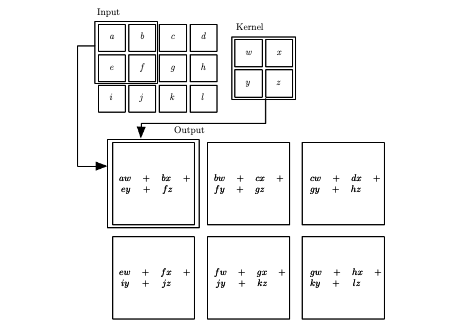 Input
Kernel
a b c d
w x
e f g h
y z
i j k l
Output
aw + bx +
ey + fz
bw + cx +
fy + gz
cw + dx +
gy + hz
ew + fx +
iy + jz
fw + gx +
jy + kz
gw + hx +
ky + lz